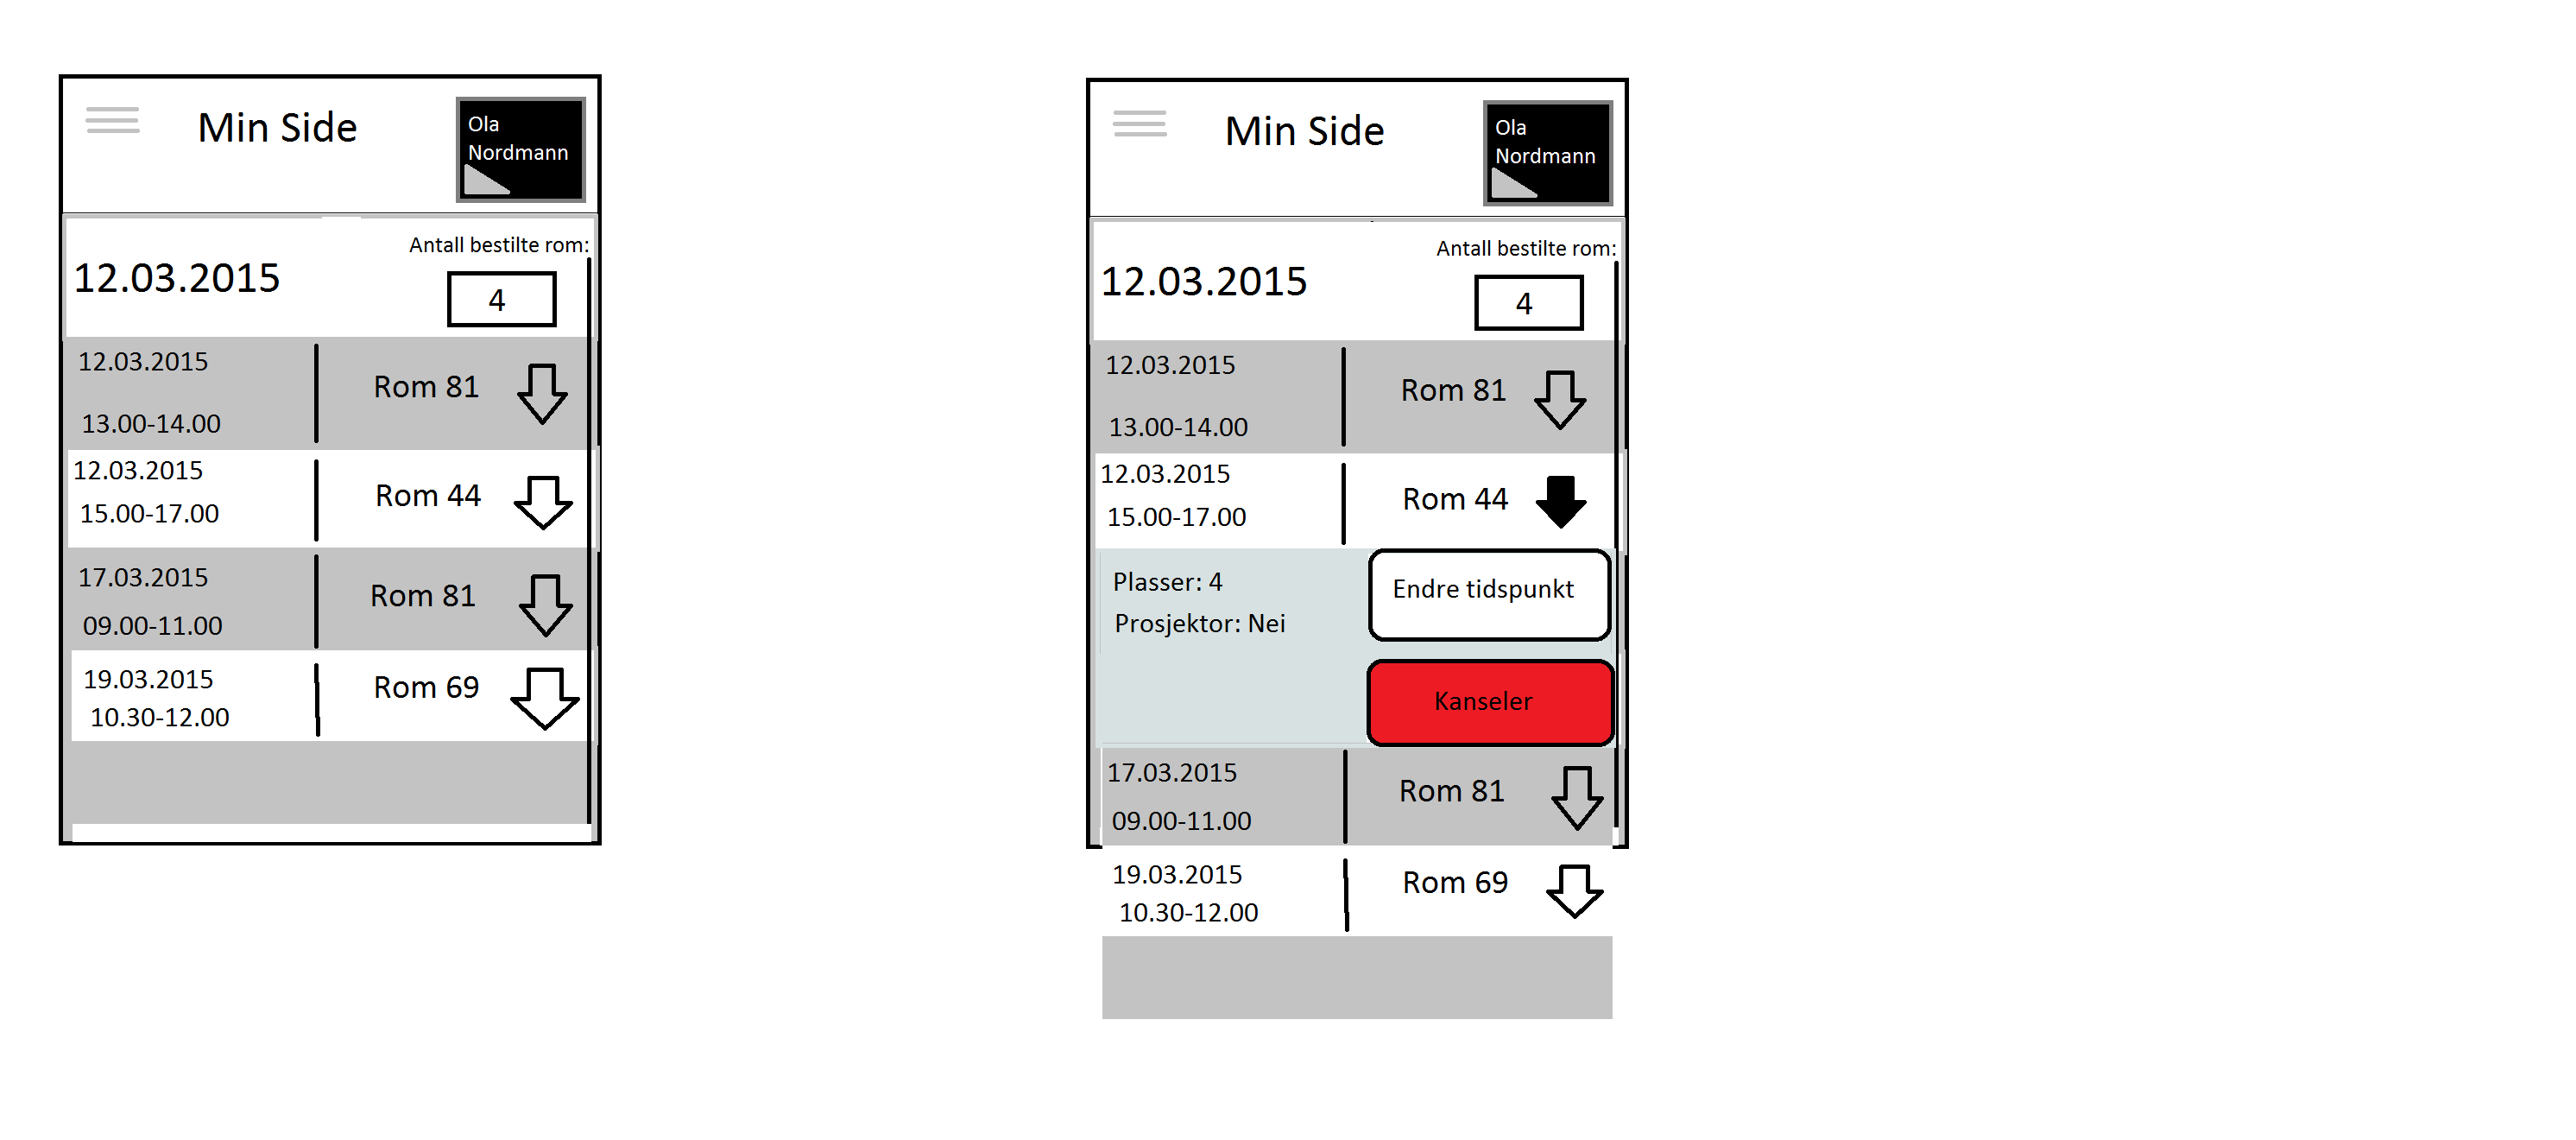 Min Side
Ola
Nordmann
Antall bestilte rom:
12.03.2015
4
12.03.2015
Rom 81
13.00-14.00
12.03.2015
Rom 44
15.00-17.00
17.03.2015
Rom 81
09.00-11.00
19.03.2015
Rom 69
10.30-12.00
Min Side
Ola
Nordmann
Antall bestilte rom:
12.03.2015
4
12.03.2015
Rom 81
13.00-14.00
12.03.2015
Rom 44
15.00-17.00
Plasser: 4
Endre tidspunkt
Prosjektor: Nei
Kanseler
17.03.2015
Rom 81
09.00-11.00
19.03.2015
Rom 69
10.30-12.00